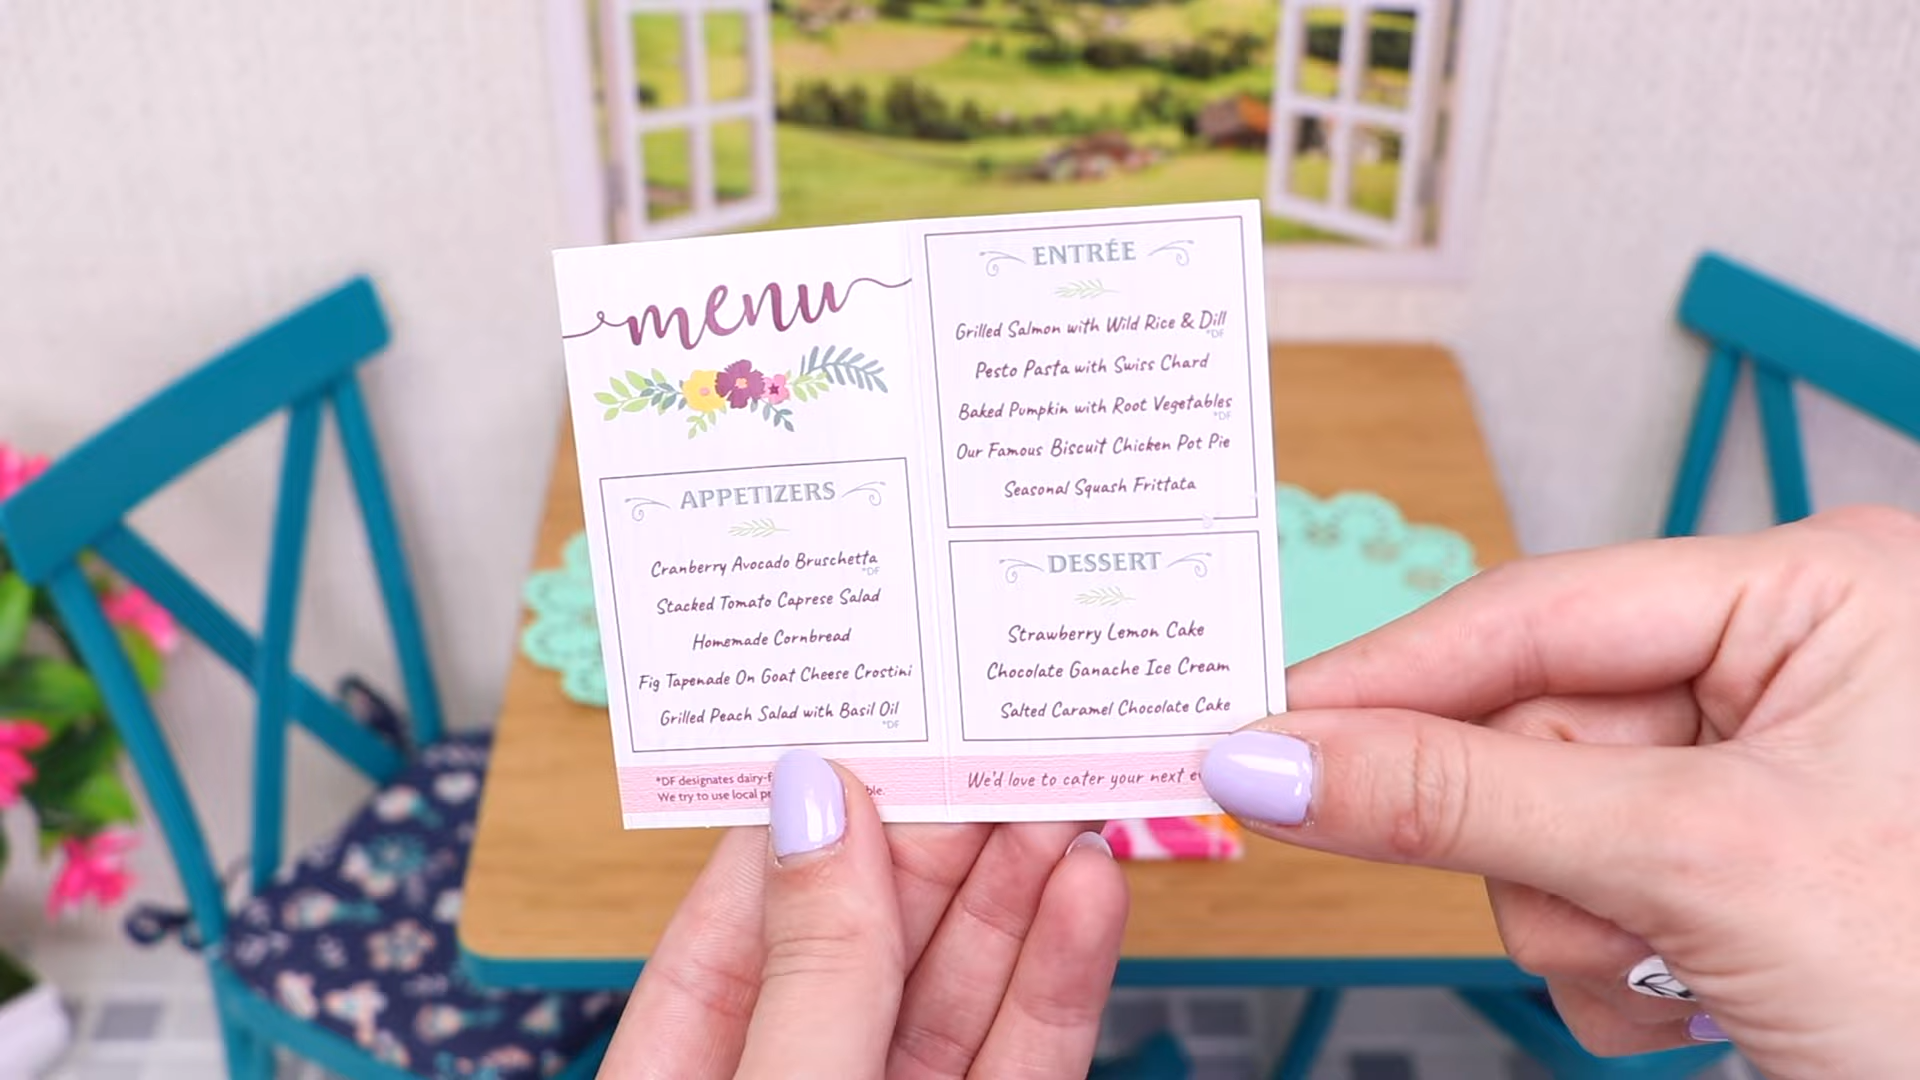 menu
APPETIZERS
Cranberry Avocado Bruschetta
*DF
Stacked Tomato Caprese Salad
Homemade Cornbread
Fig Tapenade On Goat Cheese Crostini
Grilled Peach Salad with Basil Oil
*DF
*DF designates dairy-f
We try to use local
ENTRÉE
Grilled Salmon with Wild Rice & Dill
*DF
Pesto Pasta with Swiss Chard
Baked Pumpkin with Root Vegetables
*DF
Our Famous Biscuit Chicken Pot Pie
Seasonal Squash Frittata
DESSERT
Strawberry Lemon Cake
Chocolate Ganache Ice Cream
Salted Caramel Chocolate Cake
We'd love to cater your next